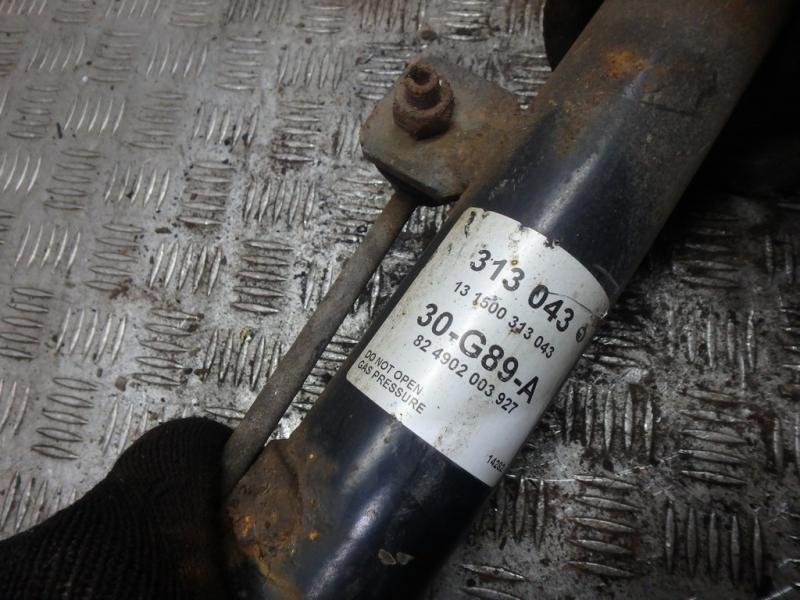 313 043
13 1500 313 043
30-G89-A
82 4902 003 927
DO NOT OPEN
GAS PRESSURE